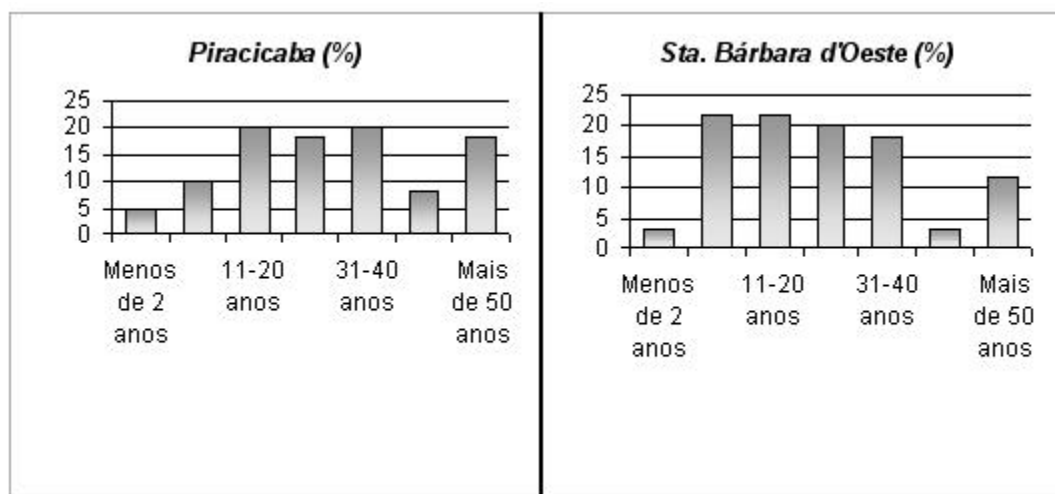 Piracicaba (%)
25
20
15
10
5
0
Menos
de 2
anos
11-20
anos
31-40
anos
Mais
de 50
anos
Sta. Bárbara d'Oeste (%)
25
20
15
10
5
0
Menos
de 2
anos
11-20
anos
31-40
anos
Mais
de 50
anos